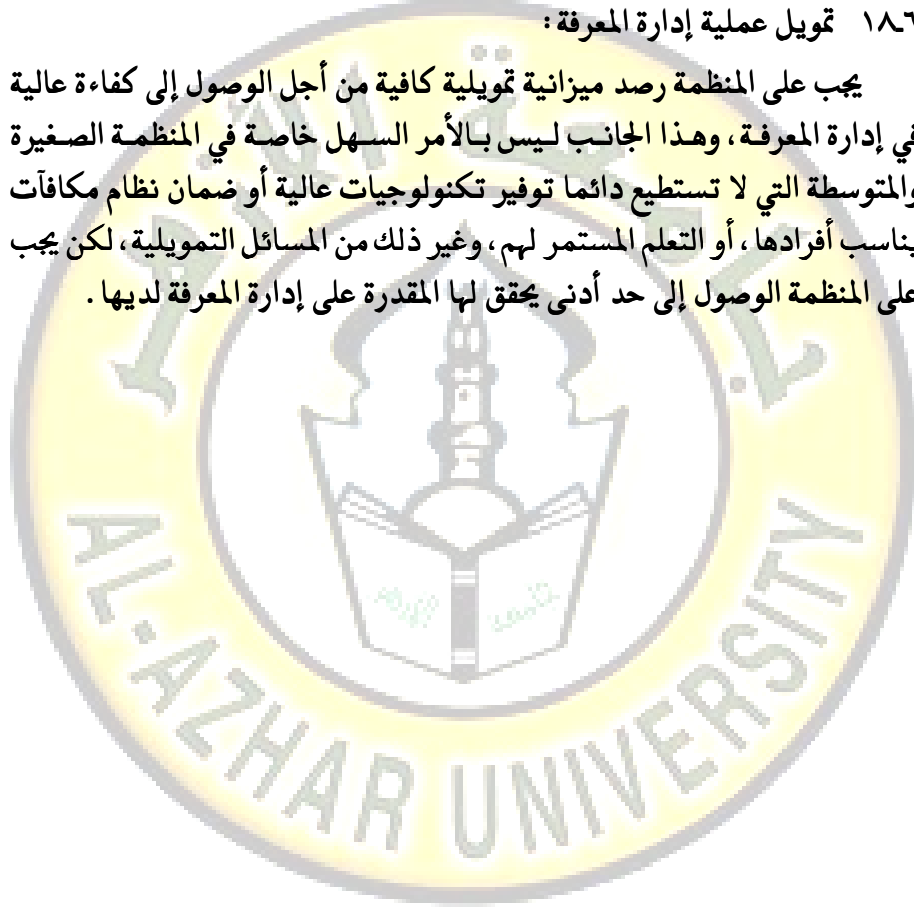 ١٨ـ٦ تمويل عملية إدارة المعرفة :
يجب على المنظمة رصد ميزانية تمويلية كافية من أجل الوصول إلى كفاءة عالية
في إدارة المعرفة ، وهذا الجانب ليس بالأمر السهل خاصة في المنظمة الصغيرة
والمتوسطة التي لا تستطيع دائما توفير تكنولوجيات عالية أو ضمان نظام مكافآت
يناسب أفرادها ، أو التعلم المستمر لهم ، وغير ذلك من المسائل التمويلية ، لكن يجب
على المنظمة الوصول إلى حد أدنى يحقق لها المقدرة على إدارة المعرفة لديها .
جامعة الأزهر
AL-AZHAR UNIVERSITY